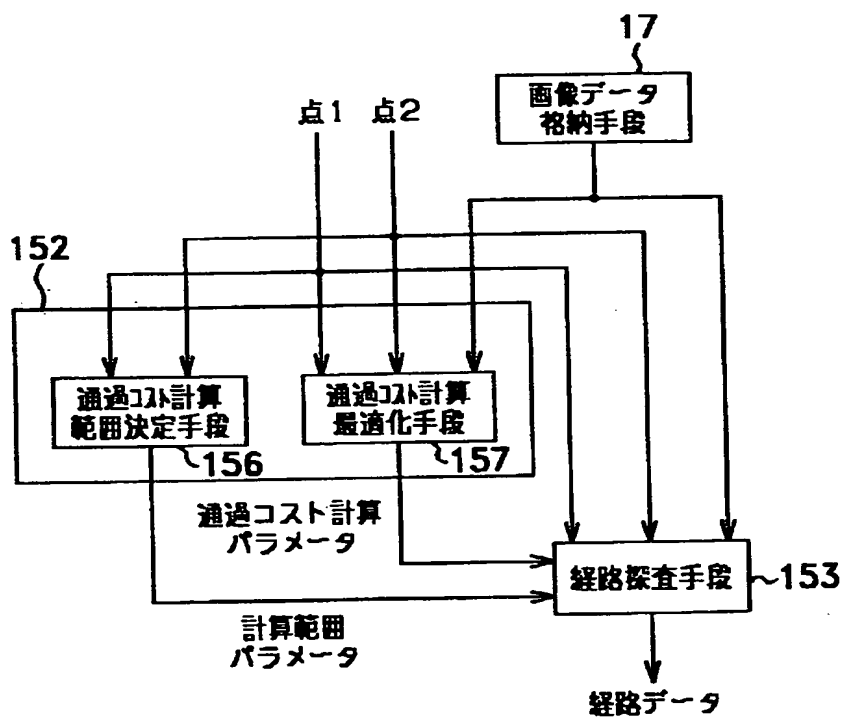 17
画像データ
格納手段
点1 点2
152
通過コスト計算
範囲決定手段
156
通過コスト計算
最適化手段
157
通過コスト計算
パラメータ
経路探査手段
153
計算範囲
パラメータ
経路データ